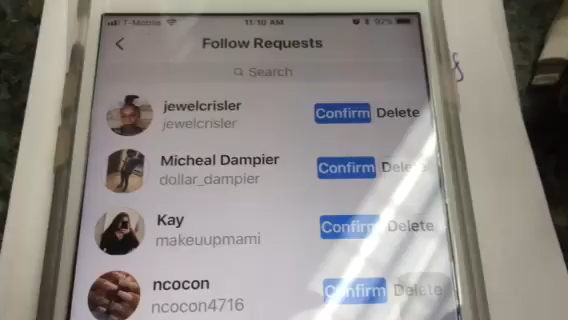 T-Mobile 11:10 AM 92%
Follow Requests
Search
jewelcrisler
jewelcrisler
Confirm Delete
Micheal Dampier
dollar_dampier
Confirm Delete
Kay
makeuupmami
Confirm Delete
ncocon
ncocon4716
Confirm Delete